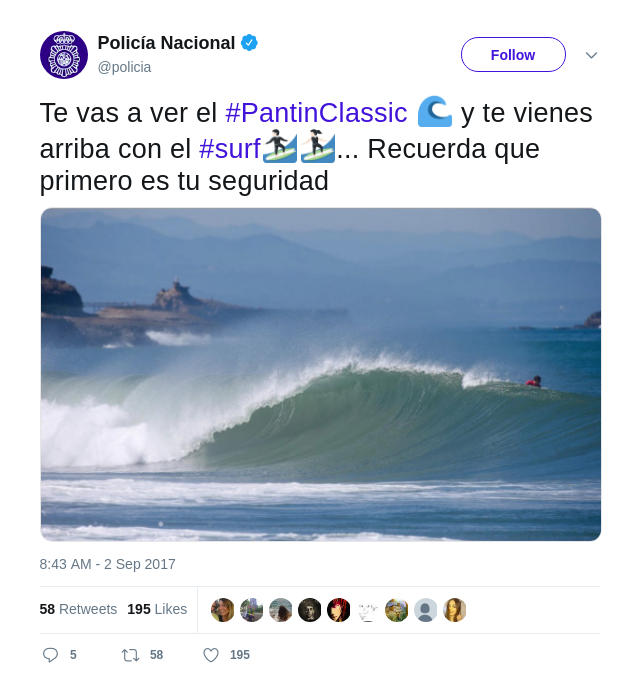 Policía Nacional
@policia
Follow
Te vas a ver el #PantinClassic 🌊 y te vienes
arriba con el #surf🏄‍♂️🏄‍♀️... Recuerda que
primero es tu seguridad
8:43 AM - 2 Sep 2017
58 Retweets 195 Likes
5 58 195